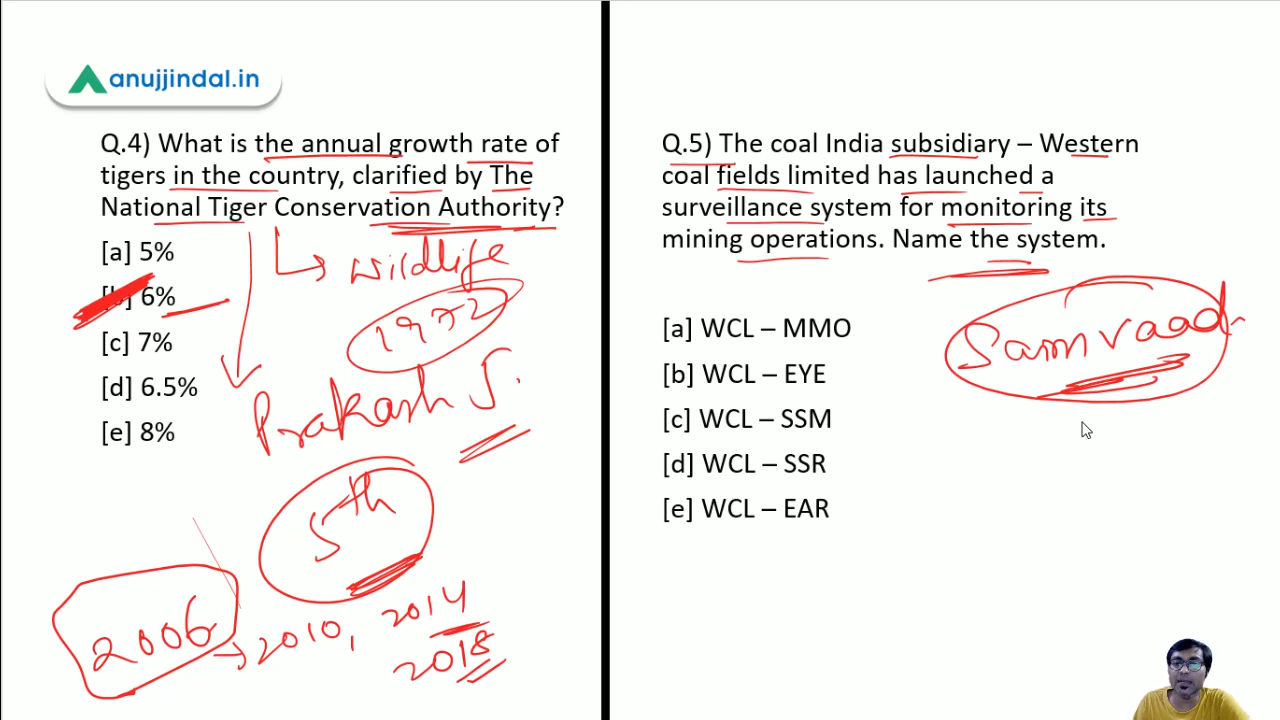 anujjindal.in
Q.4) What is the annual growth rate of
tigers in the country, clarified by The
National Tiger Conservation Authority?
[a] 5%
[b] 6%
[c] 7%
[d] 6.5%
[e] 8%
wildlife
1972
Prakash J.
5th
2006
2010, 2014
2018
Q.5) The coal India subsidiary – Western
coal fields limited has launched a
surveillance system for monitoring its
mining operations. Name the system.
[a] WCL – MMO
[b] WCL – EYE
[c] WCL – SSM
[d] WCL – SSR
[e] WCL – EAR
Samvaad